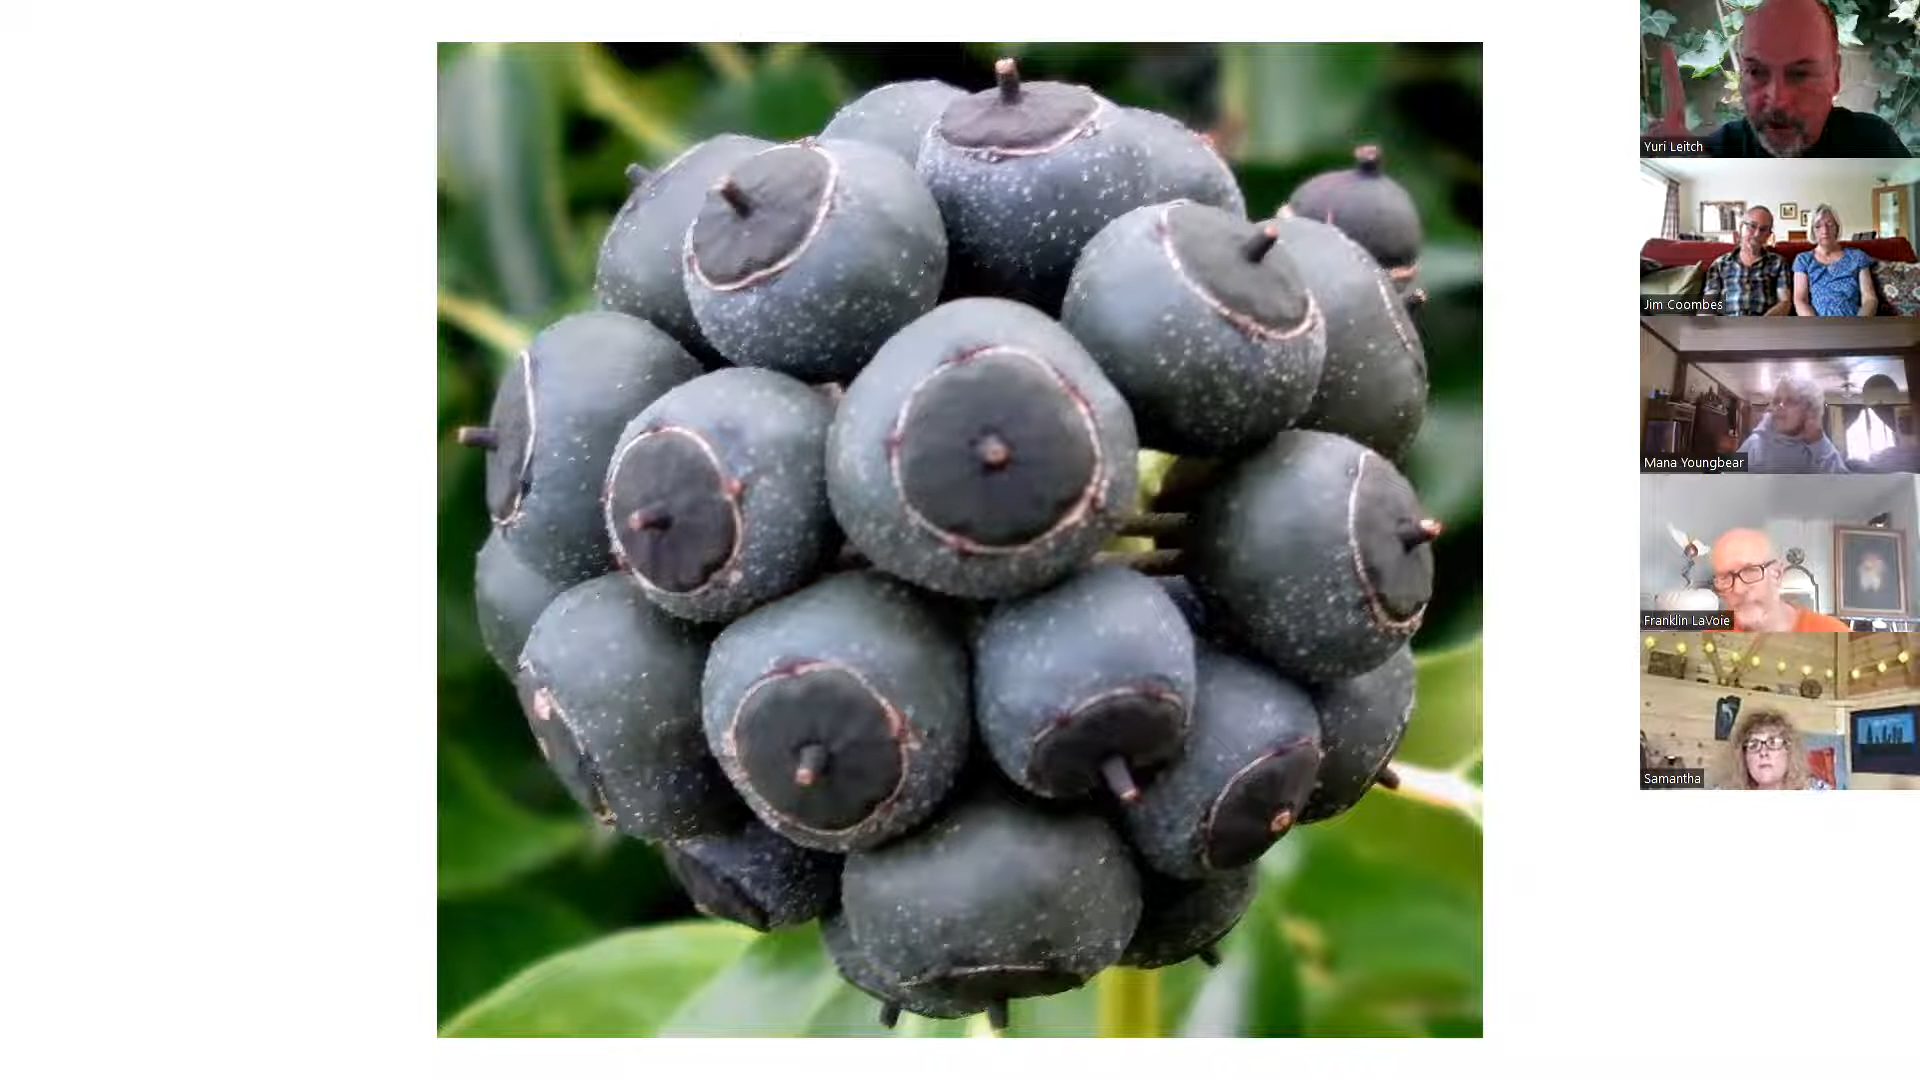 Yuri Leitch
Jim Coombes
Mana Youngbear
Franklin LaVoie
Samantha